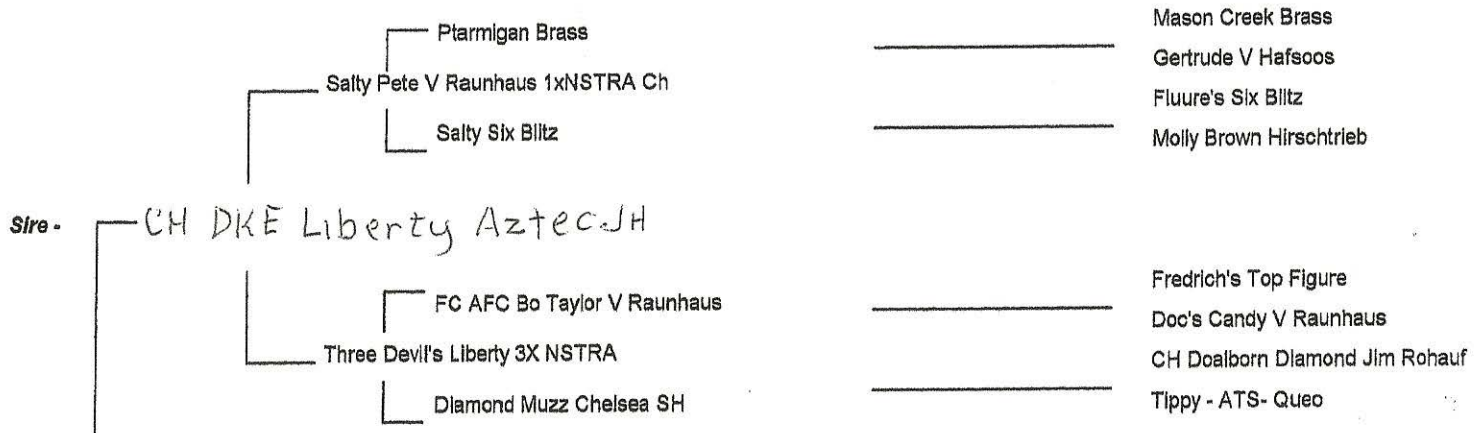 Ptarmigan Brass
Mason Creek Brass
Gertrude V Hafsoos
Salty Pete V Raunhaus 1xNSTRA Ch
Fluure's Six Blitz
Salty Six Blitz
Molly Brown Hirschtrieb
Sire - CH DKE Liberty Aztec JH
Fredrich's Top Figure
FC AFC Bo Taylor V Raunhaus
Doc's Candy V Raunhaus
Three Devil's Liberty 3X NSTRA
CH Doalborn Diamond Jim Rohauf
Diamond Muzz Chelsea SH
Tippy - ATS- Queo